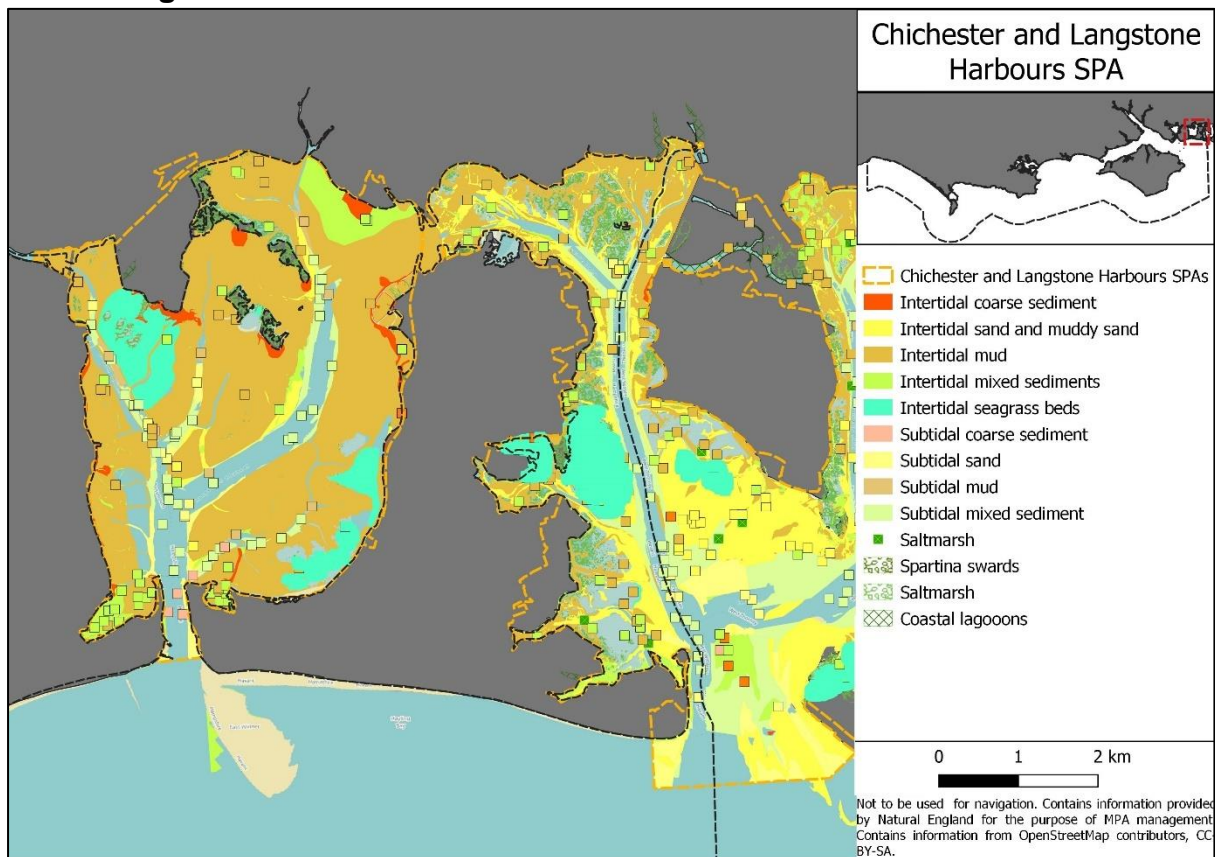 Chichester and Langstone
Harbours SPA
Chichester and Langstone Harbours SPAs
Intertidal coarse sediment
Intertidal sand and muddy sand
Intertidal mud
Intertidal mixed sediments
Intertidal seagrass beds
Subtidal coarse sediment
Subtidal sand
Subtidal mud
Subtidal mixed sediment
Saltmarsh
Spartina swards
Saltmarsh
Coastal lagooons
0 1 2 km
Not to be used for navigation. Contains information provided
by Natural England for the purpose of MPA management
Contains information from OpenStreetMap contributors, CC-
BY-SA.